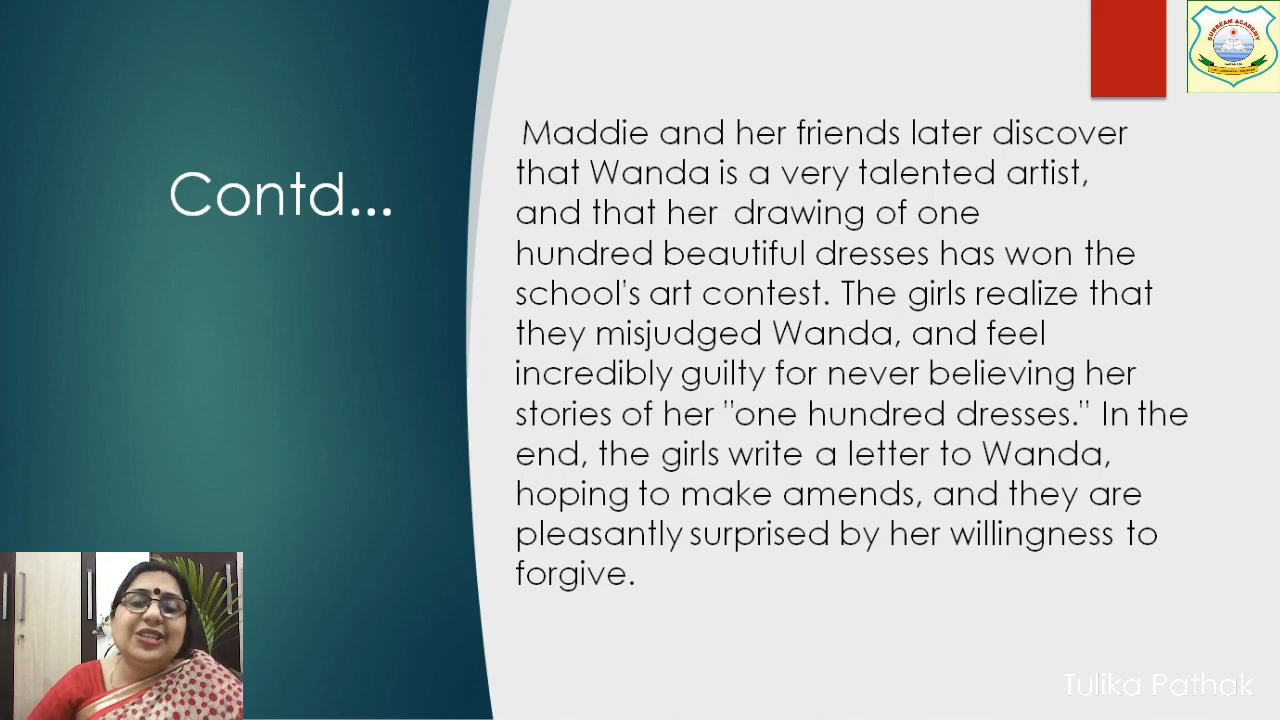 SUNBEAM ACADEMY
Contd...
Maddie and her friends later discover
that Wanda is a very talented artist,
and that her drawing of one
hundred beautiful dresses has won the
school's art contest. The girls realize that
they misjudged Wanda, and feel
incredibly guilty for never believing her
stories of her "one hundred dresses." In the
end, the girls write a letter to Wanda,
hoping to make amends, and they are
pleasantly surprised by her willingness to
forgive.
Tulika Pathak